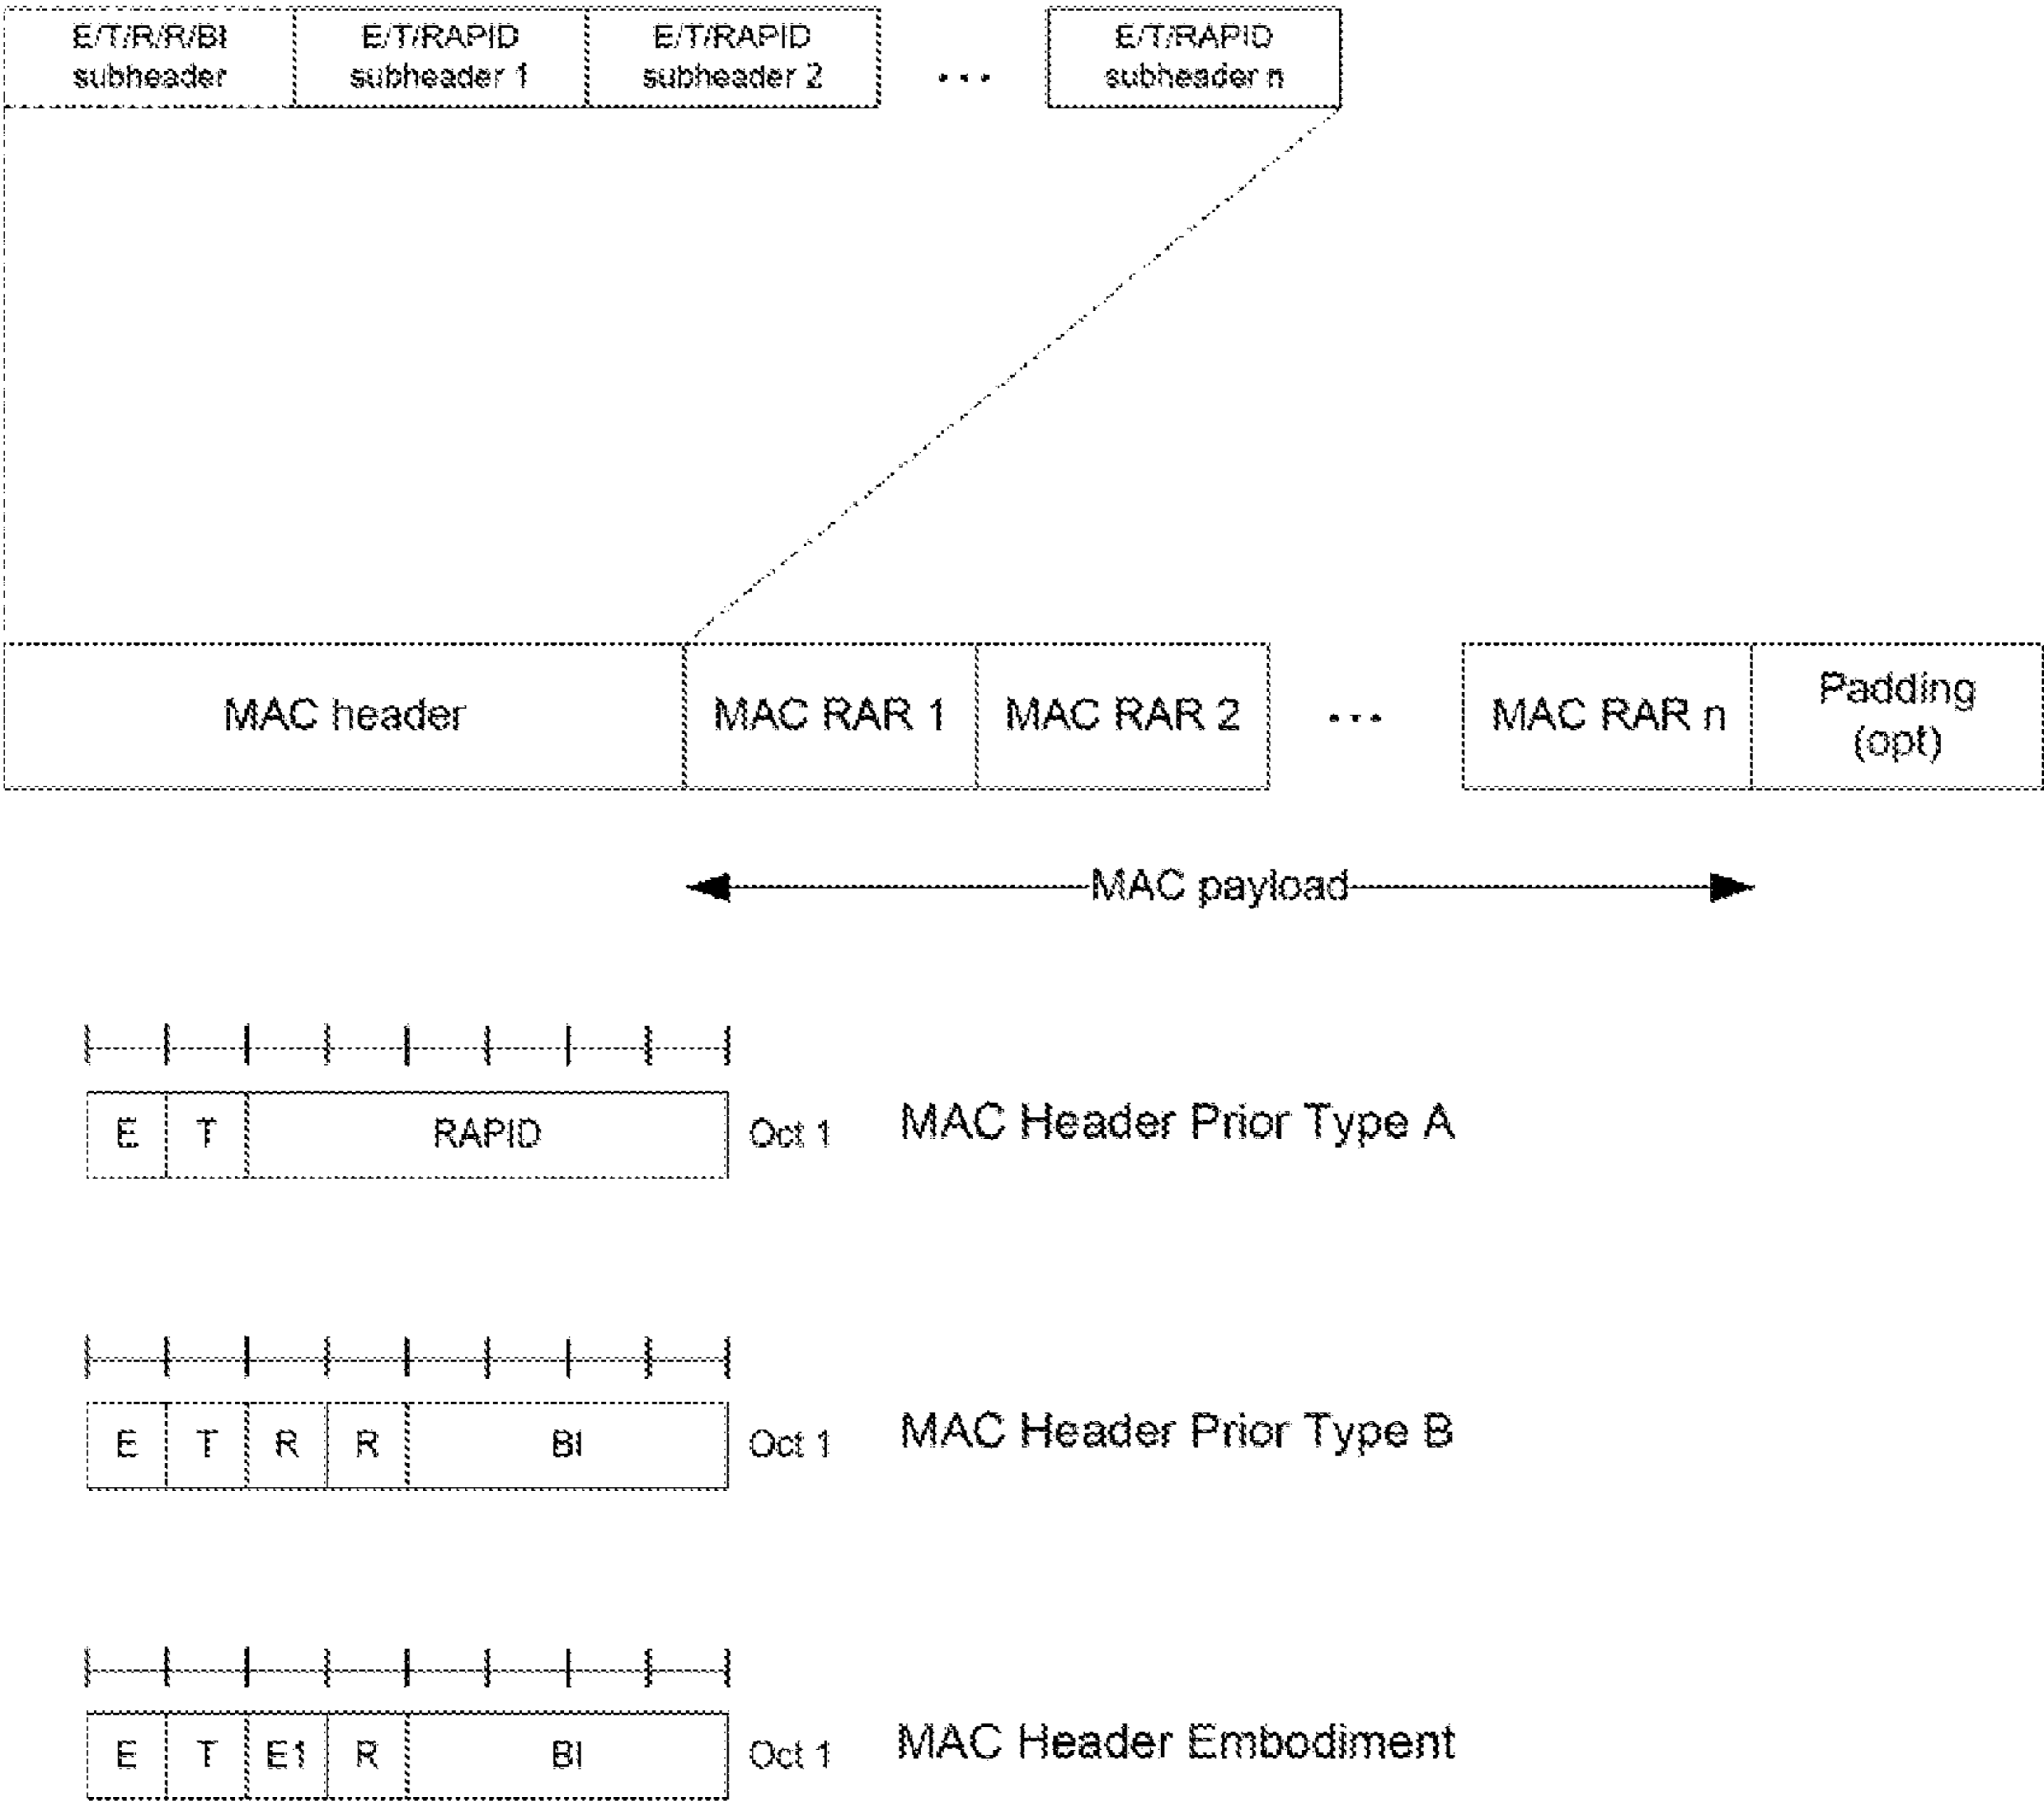 E/T/R/R/BI subheader
E/T/RAPID subheader 1
E/T/RAPID subheader 2
...
E/T/RAPID subheader n
MAC header
MAC RAR 1
MAC RAR 2
...
MAC RAR n
Padding (opt)
MAC payload
E T RAPID Oct 1 MAC Header Prior Type A
E T R R BI Oct 1 MAC Header Prior Type B
E T E1 R BI Oct 1 MAC Header Embodiment